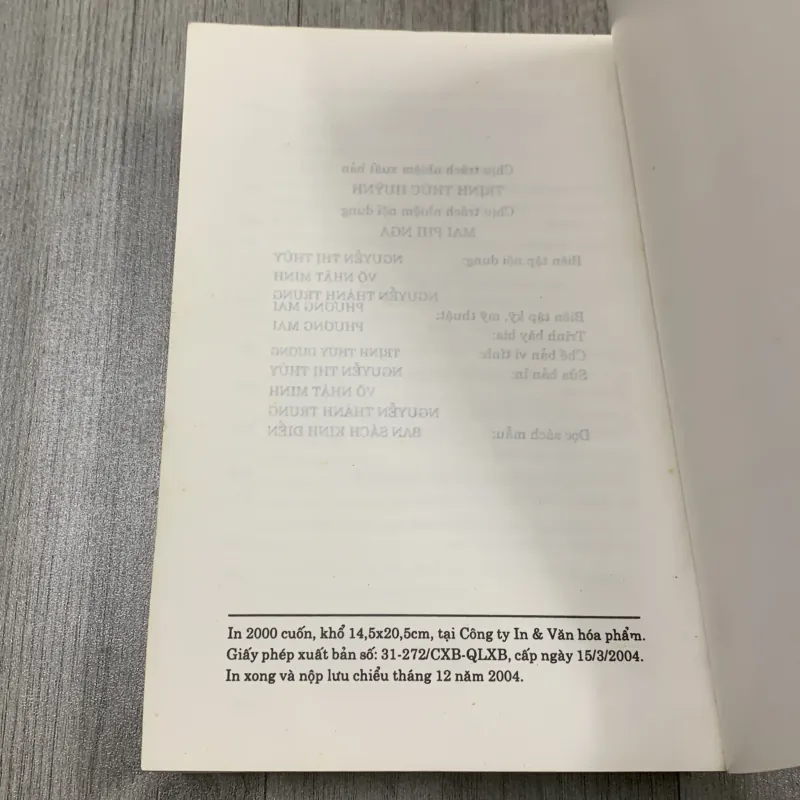 Chịu trách nhiệm xuất bản
TRỊNH THÚC HUỲNH
Chịu trách nhiệm nội dung
MAI PHI NGA
Biên tập nội dung: NGUYỄN THỊ THÚY
VÕ NHẬT MINH
NGUYỄN THÀNH TRUNG
Biên tập kỹ, mỹ thuật: PHƯƠNG MAI
Trình bày bìa: PHƯƠNG MAI
Chế bản vi tính: TRỊNH THÙY DƯƠNG
Sửa bản in: NGUYỄN THỊ THÚY
VÕ NHẬT MINH
NGUYỄN THÀNH TRUNG
Đọc sách mẫu: BAN SÁCH KINH ĐIỂN
In 2000 cuốn, khổ 14,5x20,5cm, tại Công ty In & Văn hóa phẩm.
Giấy phép xuất bản số: 31-272/CXB-QLXB, cấp ngày 15/3/2004.
In xong và nộp lưu chiểu tháng 12 năm 2004.